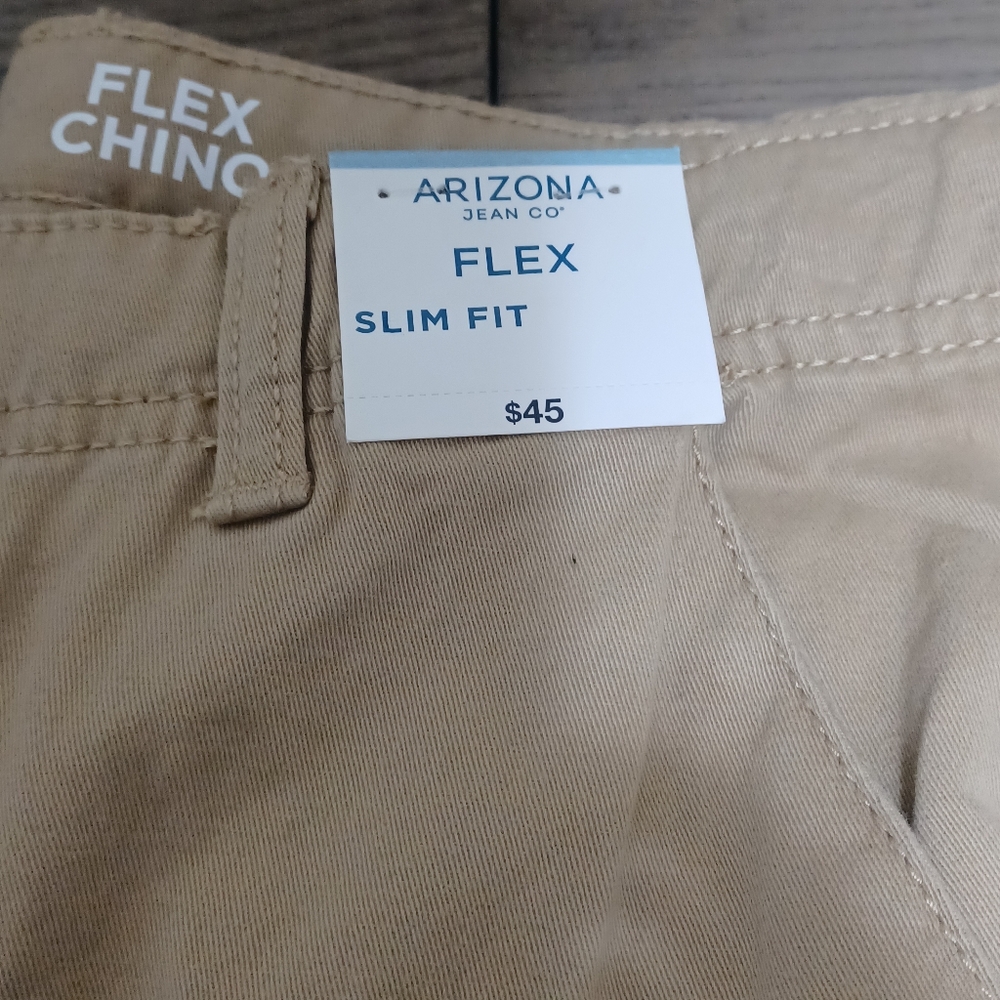 FLEX
CHINO
ARIZONA
JEAN CO®
FLEX
SLIM FIT
$45